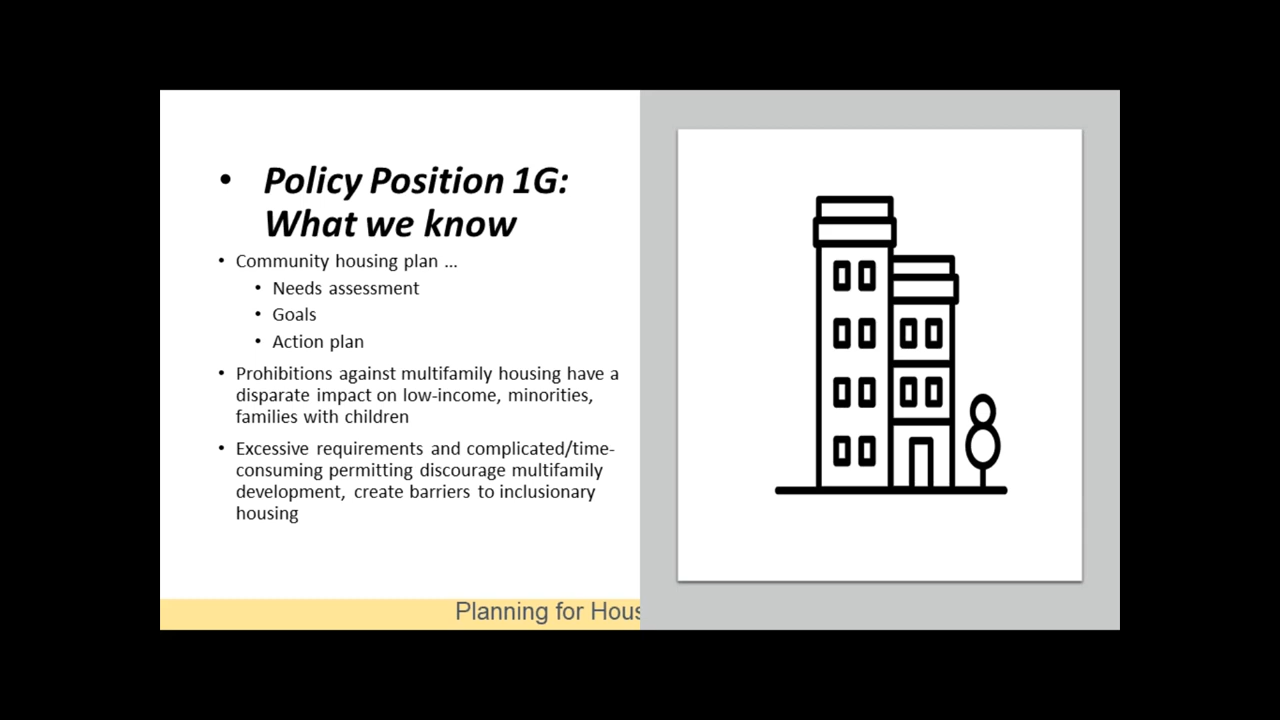 • Policy Position 1G:
What we know
• Community housing plan …
• Needs assessment
• Goals
• Action plan
• Prohibitions against multifamily housing have a
disparate impact on low-income, minorities,
families with children
• Excessive requirements and complicated/time-
consuming permitting discourage multifamily
development, create barriers to inclusionary
housing
Planning for Hous